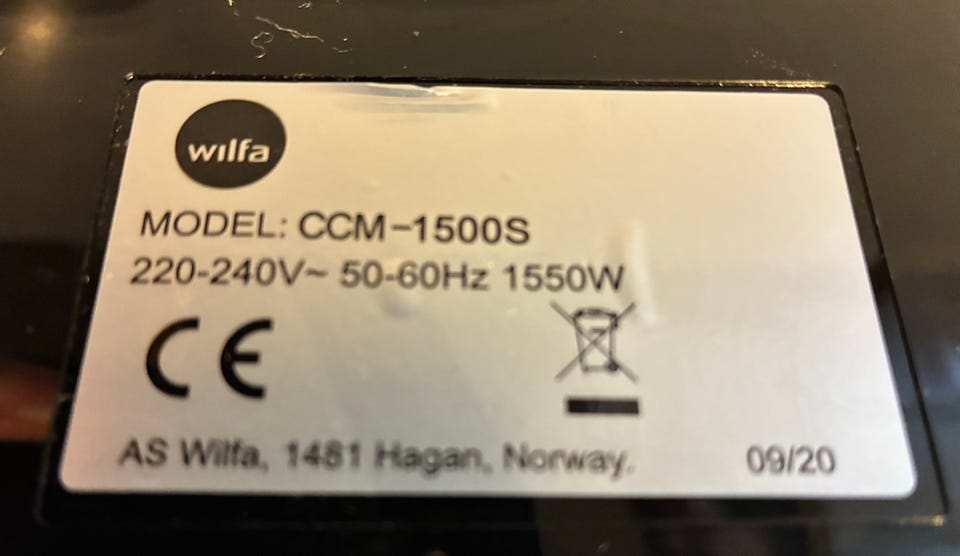 wilfa
MODEL: CCM-1500S
220-240V~ 50-60Hz 1550W
CE
AS Wilfa, 1481 Hagan, Norway. 09/20